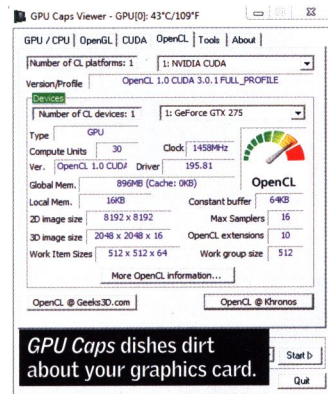 GPU Caps Viewer - GPU[0]: 43°C/109°F
GPU / CPU | OpenGL | CUDA | OpenCL | Tools | About
Number of CL platforms: 1 1: NVIDIA CUDA
Version/Profile OpenCL 1.0 CUDA 3.0.1 FULL_PROFILE
Devices
Number of CL devices: 1 1: GeForce GTX 275
Type GPU
Compute Units 30 Clock 1458MHz
Ver. OpenCL 1.0 CUD Driver 195.81
Global Mem. 896MB (Cache: 0KB) OpenCL
Local Mem. 16KB Constant buffer 64KB
2D image size 8192 x 8192 Max Samplers 16
3D image size 2048 x 2048 x 16 OpenCL extensions 10
Work Item Sizes 512 x 512 x 64 Work group size 512
More OpenCL information...
OpenCL @ Geeks3D.com OpenCL @ Khronos
GPU Caps dishes dirt
about your graphics card.
Start
Quit